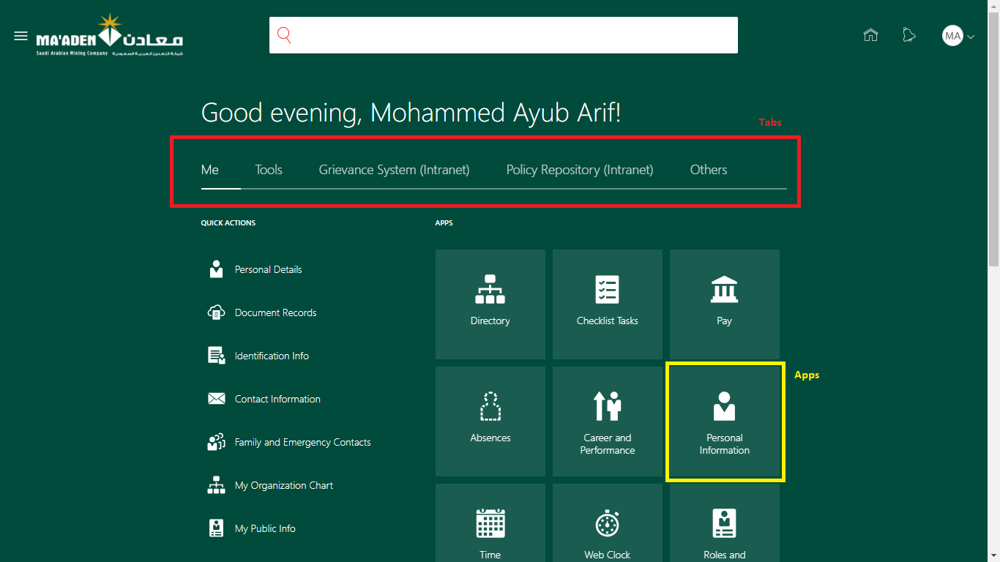 MA'ADEN معادن
Saudi Arabian Mining Company شركة التعدين العربية السعودية
MA
Good evening, Mohammed Ayub Arif!
Tabs
Me Tools Grievance System (Intranet) Policy Repository (Intranet) Others
QUICK ACTIONS
Personal Details
Document Records
Identification Info
Contact Information
Family and Emergency Contacts
My Organization Chart
My Public Info
APPS
Directory
Checklist Tasks
Pay
Absences
Career and
Performance
Personal
Information
Apps
Time
Web Clock
Roles and